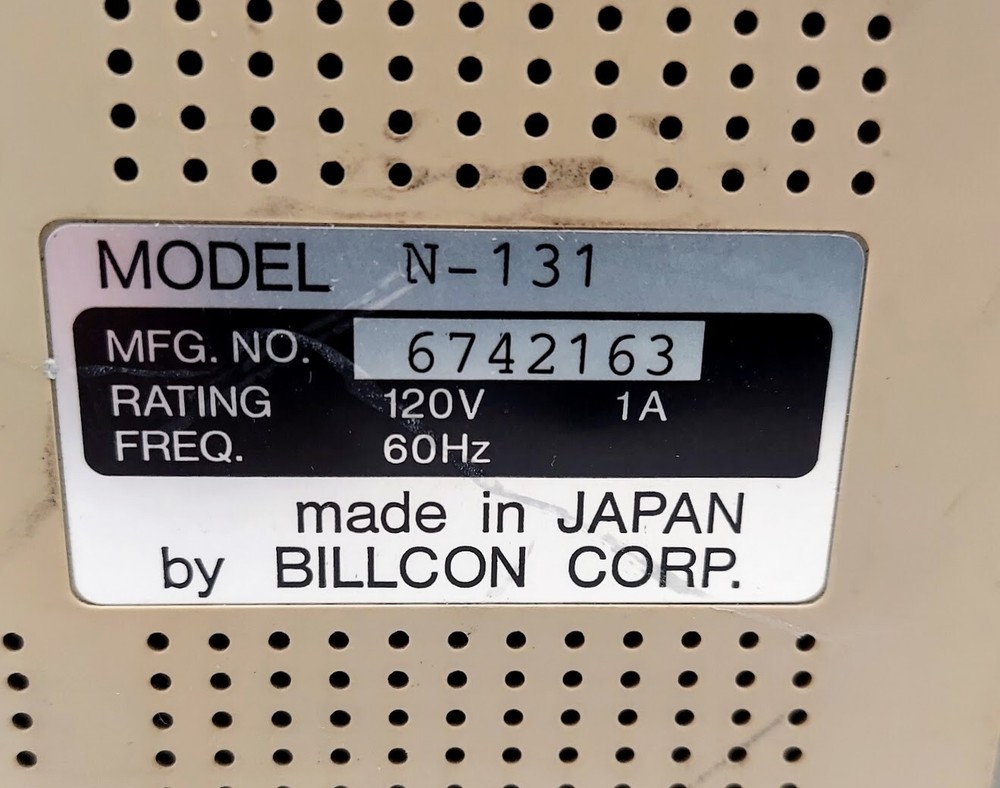 MODEL N-131
MFG. NO. 6742163
RATING 120V 1A
FREQ. 60Hz
made in JAPAN
by BILLCON CORP.